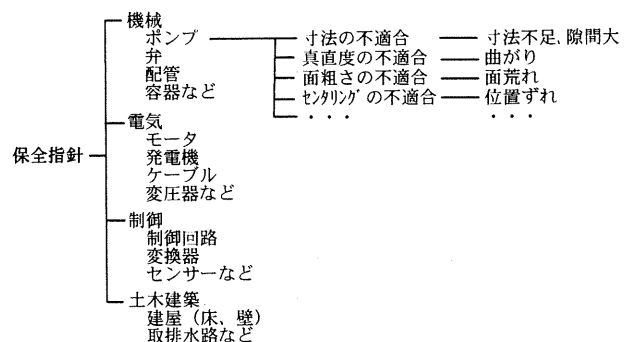 機械
ポンプ 寸法の不適合 寸法不足、隙間大
弁 真直度の不適合 曲がり
配管 面粗さの不適合 面荒れ
容器など ｾﾝﾀﾘﾝｸﾞの不適合 位置ずれ
・・・ ・・・
電気
モータ
発電機
保全指針
ケーブル
変圧器など
制御
制御回路
変換器
センサーなど
土木建築
建屋（床、壁）
取排水路など